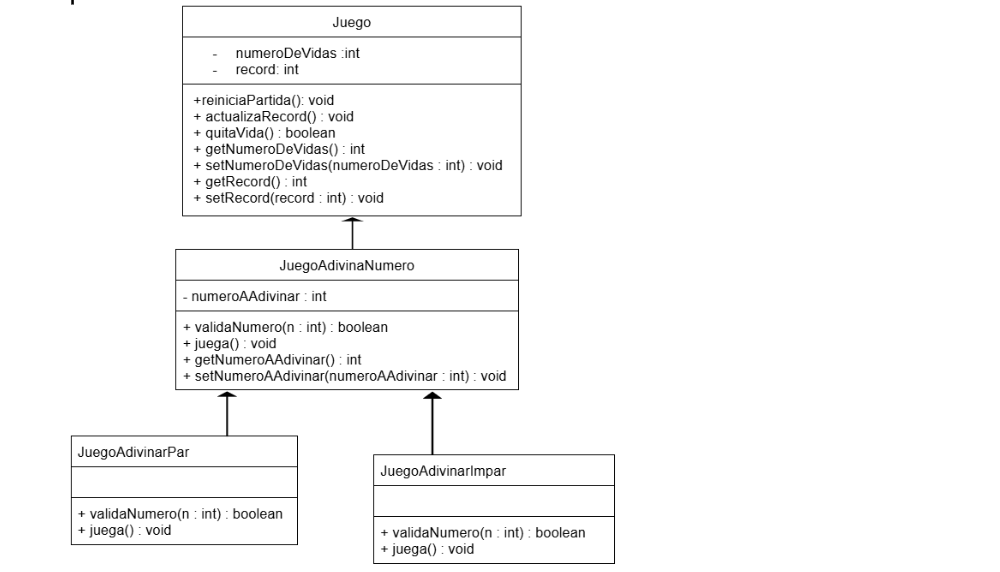 Juego
- numeroDeVidas :int
- record: int
+reiniciaPartida(): void
+ actualizaRecord() : void
+ quitaVida() : boolean
+ getNumeroDeVidas() : int
+ setNumeroDeVidas(numeroDeVidas : int) : void
+ getRecord() : int
+ setRecord(record : int) : void
JuegoAdivinaNumero
- numeroAAdivinar : int
+ validaNumero(n : int) : boolean
+ juega() : void
+ getNumeroAAdivinar() : int
+ setNumeroAAdivinar(numeroAAdivinar : int) : void
JuegoAdivinarPar
+ validaNumero(n : int) : boolean
+ juega() : void
JuegoAdivinarImpar
+ validaNumero(n : int) : boolean
+ juega() : void